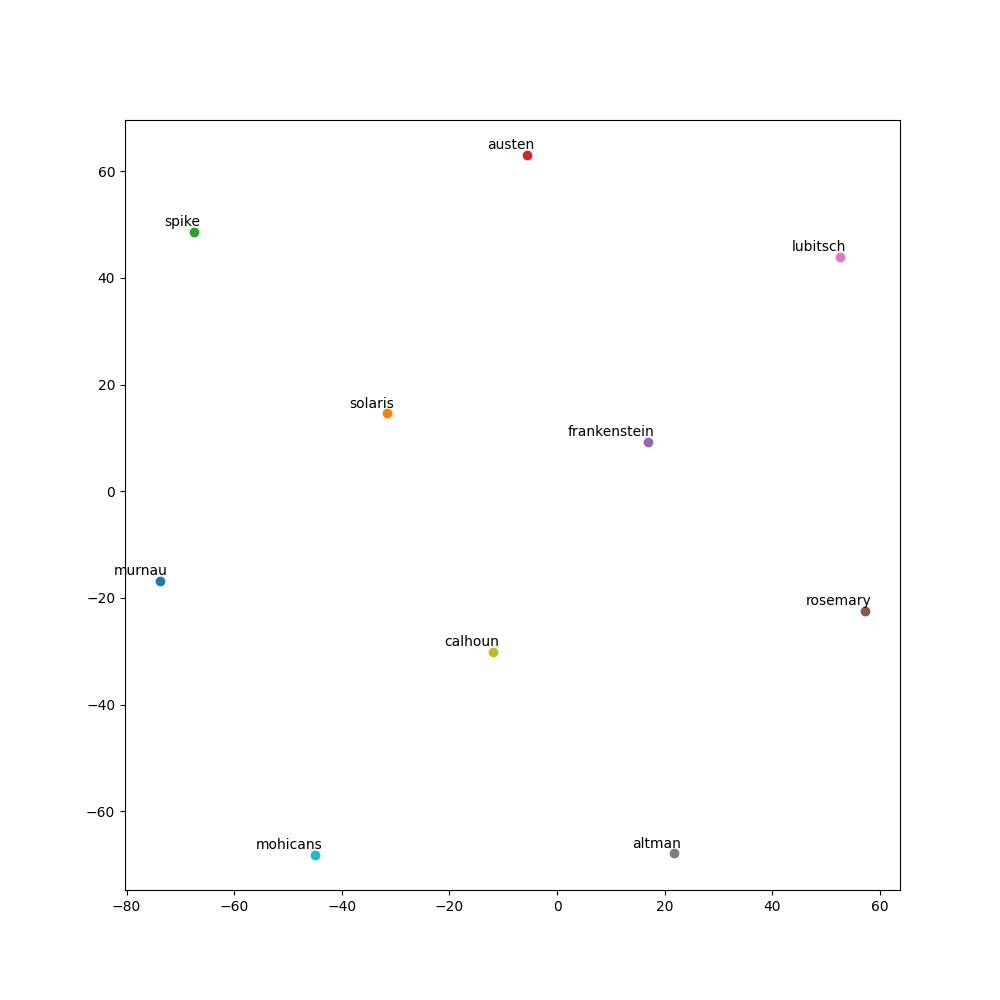 austen
60
spike
lubitsch
40
20
solaris
frankenstein
0
murnau
−20
rosemary
calhoun
−40
−60
mohicans
altman
−80 −60 −40 −20 0 20 40 60